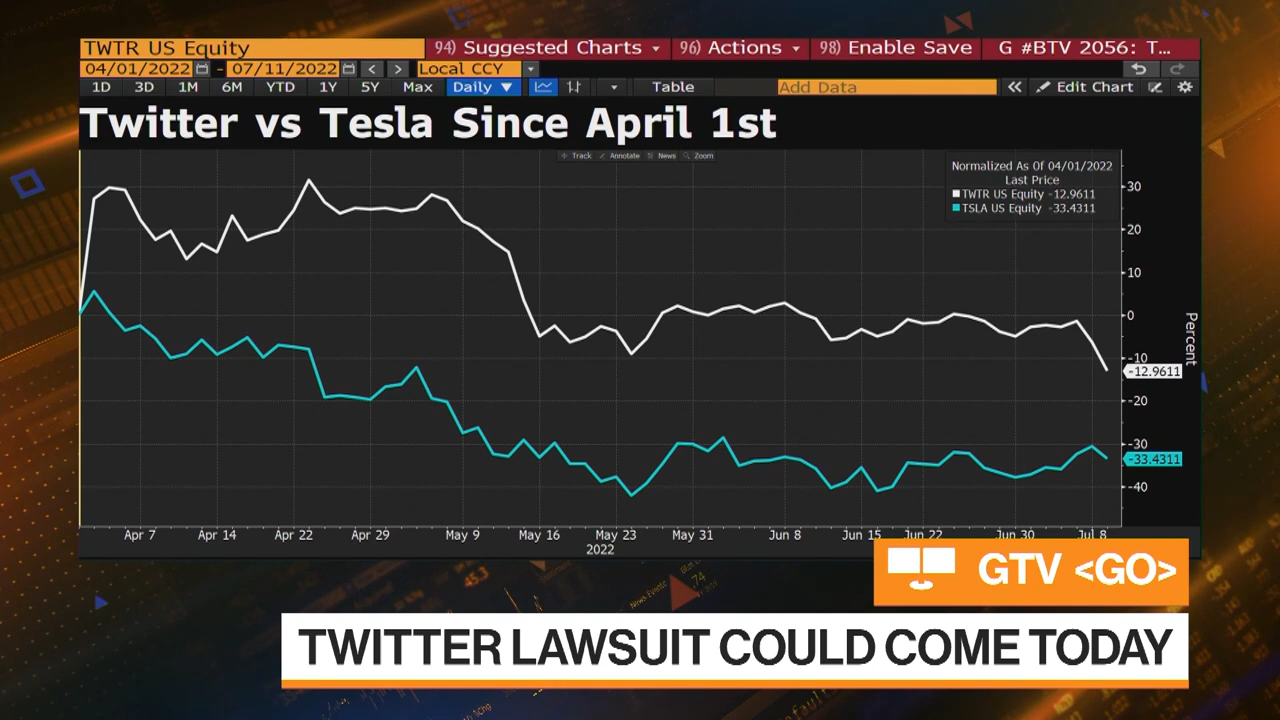 TWTR US Equity 94) Suggested Charts 96) Actions 98) Enable Save G #BTV 2056: T...
04/01/2022 - 07/11/2022 < > Local CCY
1D 3D 1M 6M YTD 1Y 5Y Max Daily ▼ Table Add Data « Edit Chart
Twitter vs Tesla Since April 1st
Track Annotate News Zoom
Normalized As Of 04/01/2022
Last Price
TWTR US Equity -12.9611
TSLA US Equity -33.4311
30
20
10
0
-10
-12.9611
-20
-30
-33.4311
-40
Percent
Apr 7 Apr 14 Apr 22 Apr 29 May 9 May 16 May 23 May 31 Jun 8 Jun 15 Jun 22 Jun 30 Jul 8
2022
GTV <GO>
TWITTER LAWSUIT COULD COME TODAY
45.3
News Events
74